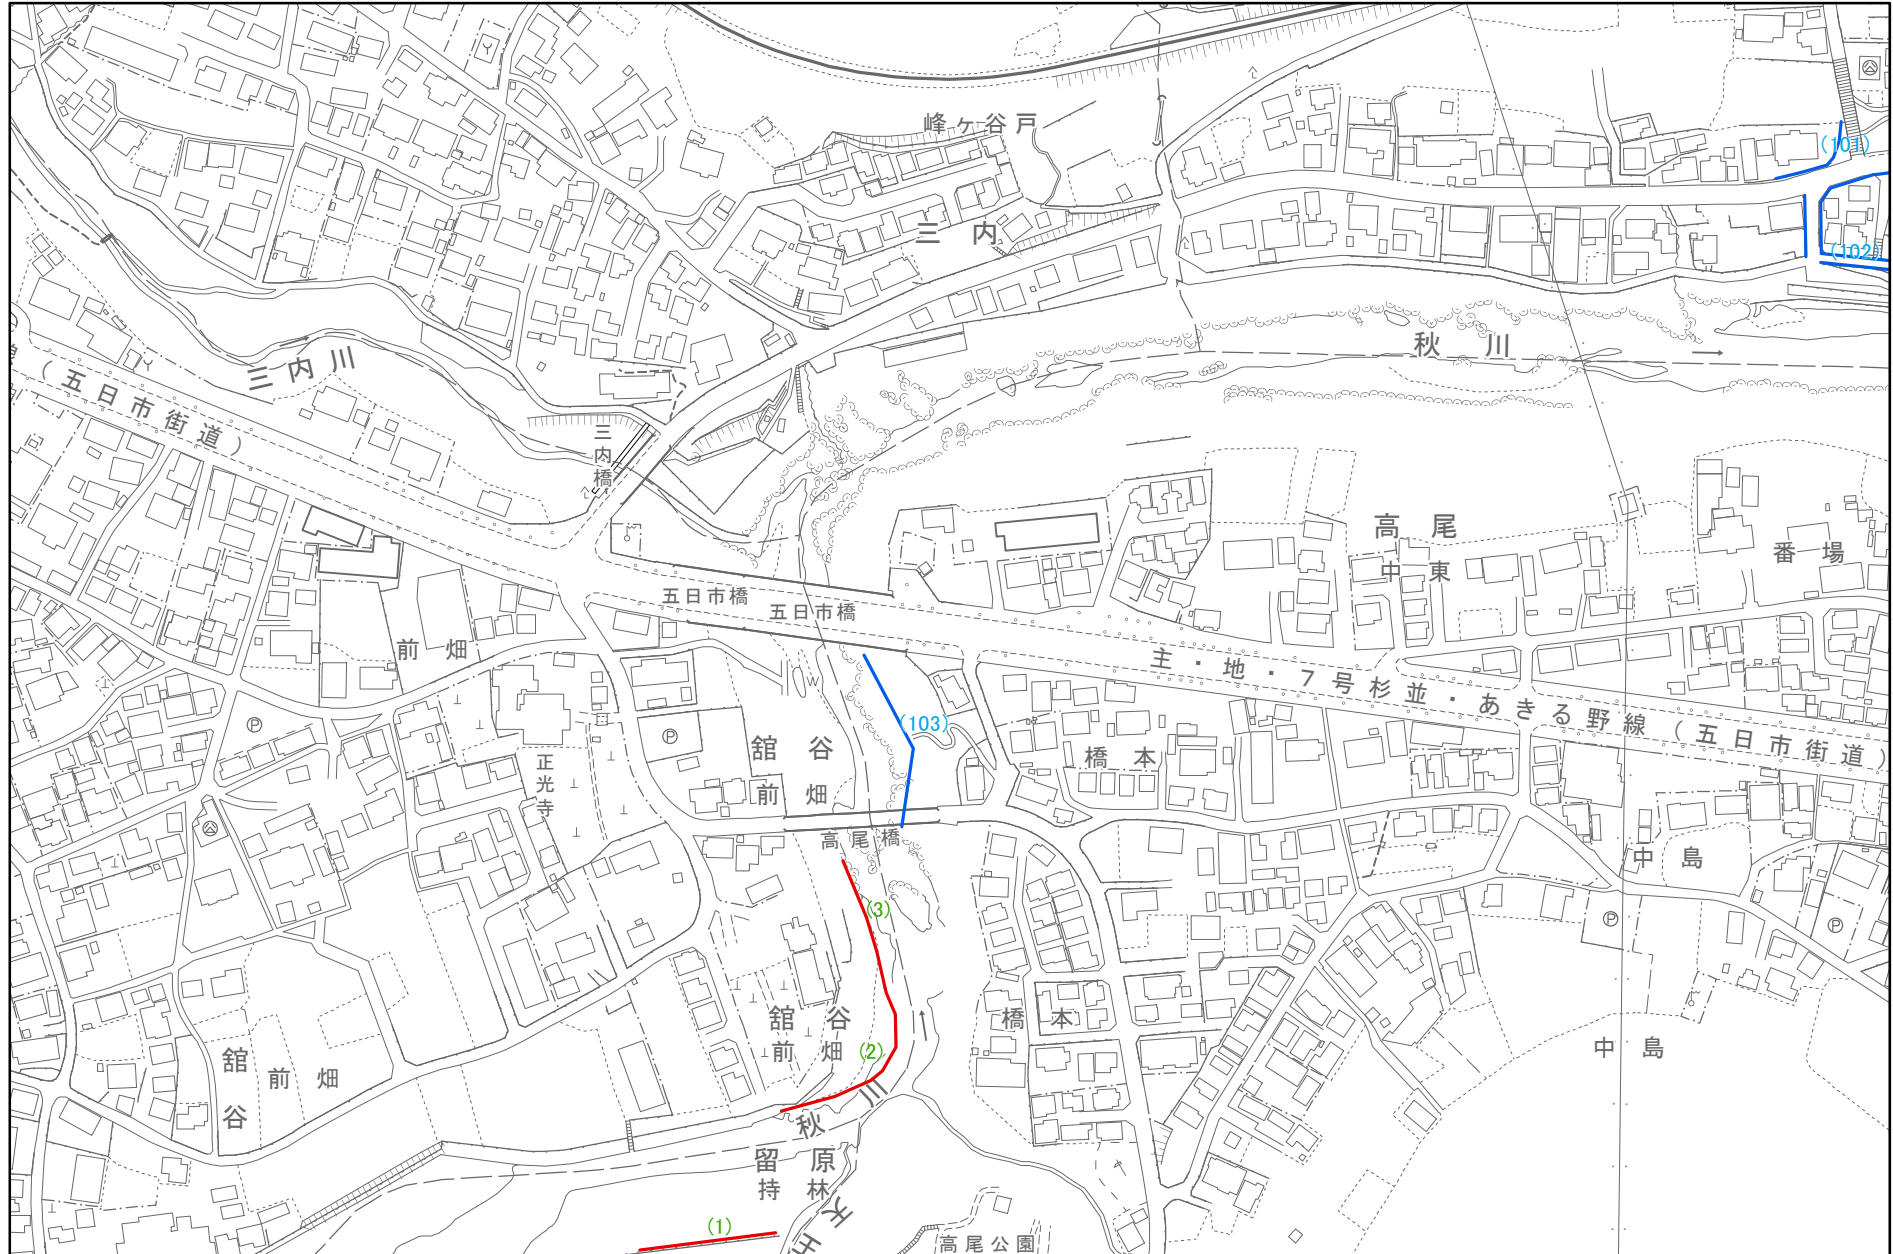 峰ヶ谷戸
(101)
三内
(102)
秋川
三内川
線(五日市街道)
三内橋
高尾
中東
番場
五日市橋
五日市橋
前畑
主・地・7号杉並・あきる野線(五日市街道)
(103)
舘谷
前畑
橋本
正光寺
高尾橋
中島
(3)
舘谷
前畑
(2)
橋本
中島
舘谷
前畑
秋川
留原
持林
(1)
天王
高尾公園
P
P
P
P
W